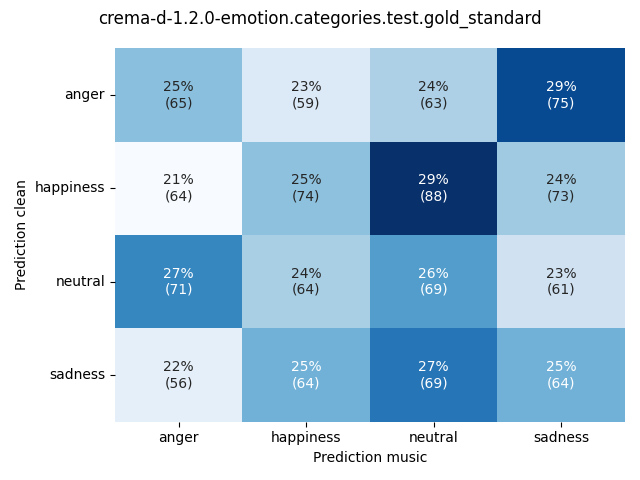 crema-d-1.2.0-emotion.categories.test.gold_standard
anger
25% 23% 24% 29%
(65) (59) (63) (75)
happiness
21% 25% 29% 24%
(64) (74) (88) (73)
neutral
27% 24% 26% 23%
(71) (64) (69) (61)
sadness
22% 25% 27% 25%
(56) (64) (69) (64)
Prediction clean
anger happiness neutral sadness
Prediction music